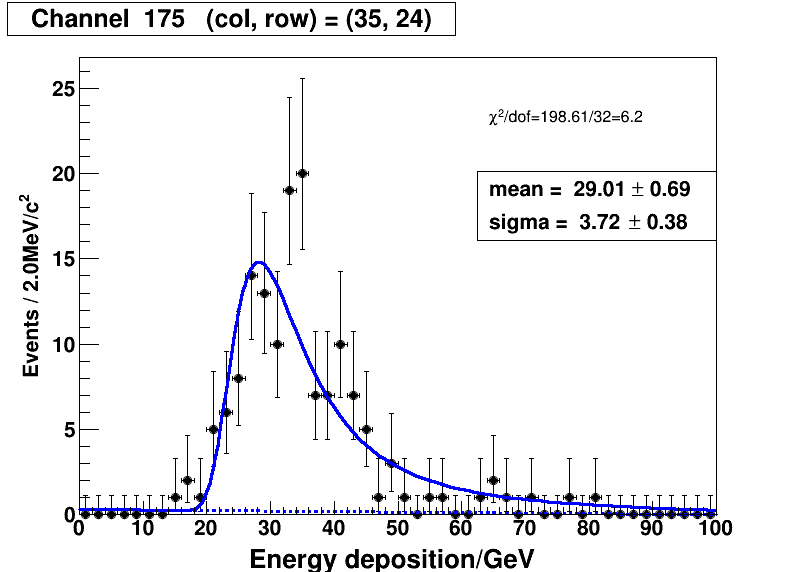 Channel 175 (col, row) = (35, 24)
χ²/dof=198.61/32=6.2
mean = 29.01 ± 0.69
sigma = 3.72 ± 0.38
Events / 2.0MeV/c²
25
20
15
10
5
0
0 10 20 30 40 50 60 70 80 90 100
Energy deposition/GeV